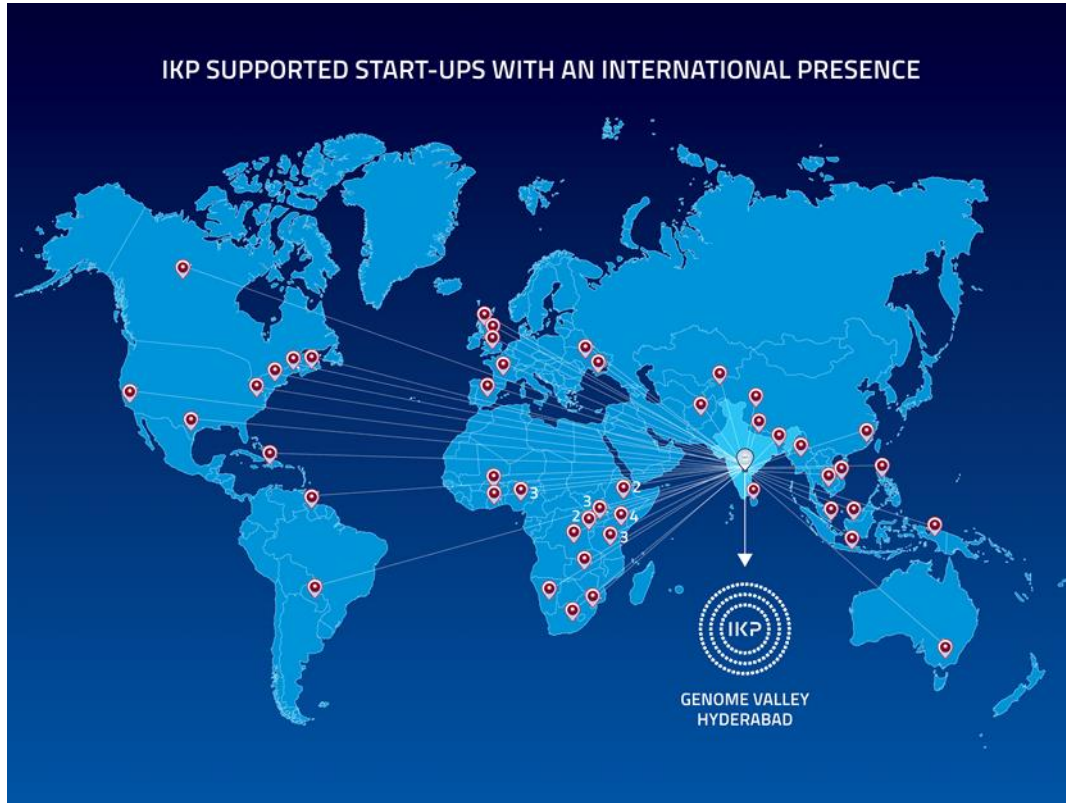 IKP SUPPORTED START-UPS WITH AN INTERNATIONAL PRESENCE
3
2
3
2
4
3
IKP
GENOME VALLEY
HYDERABAD